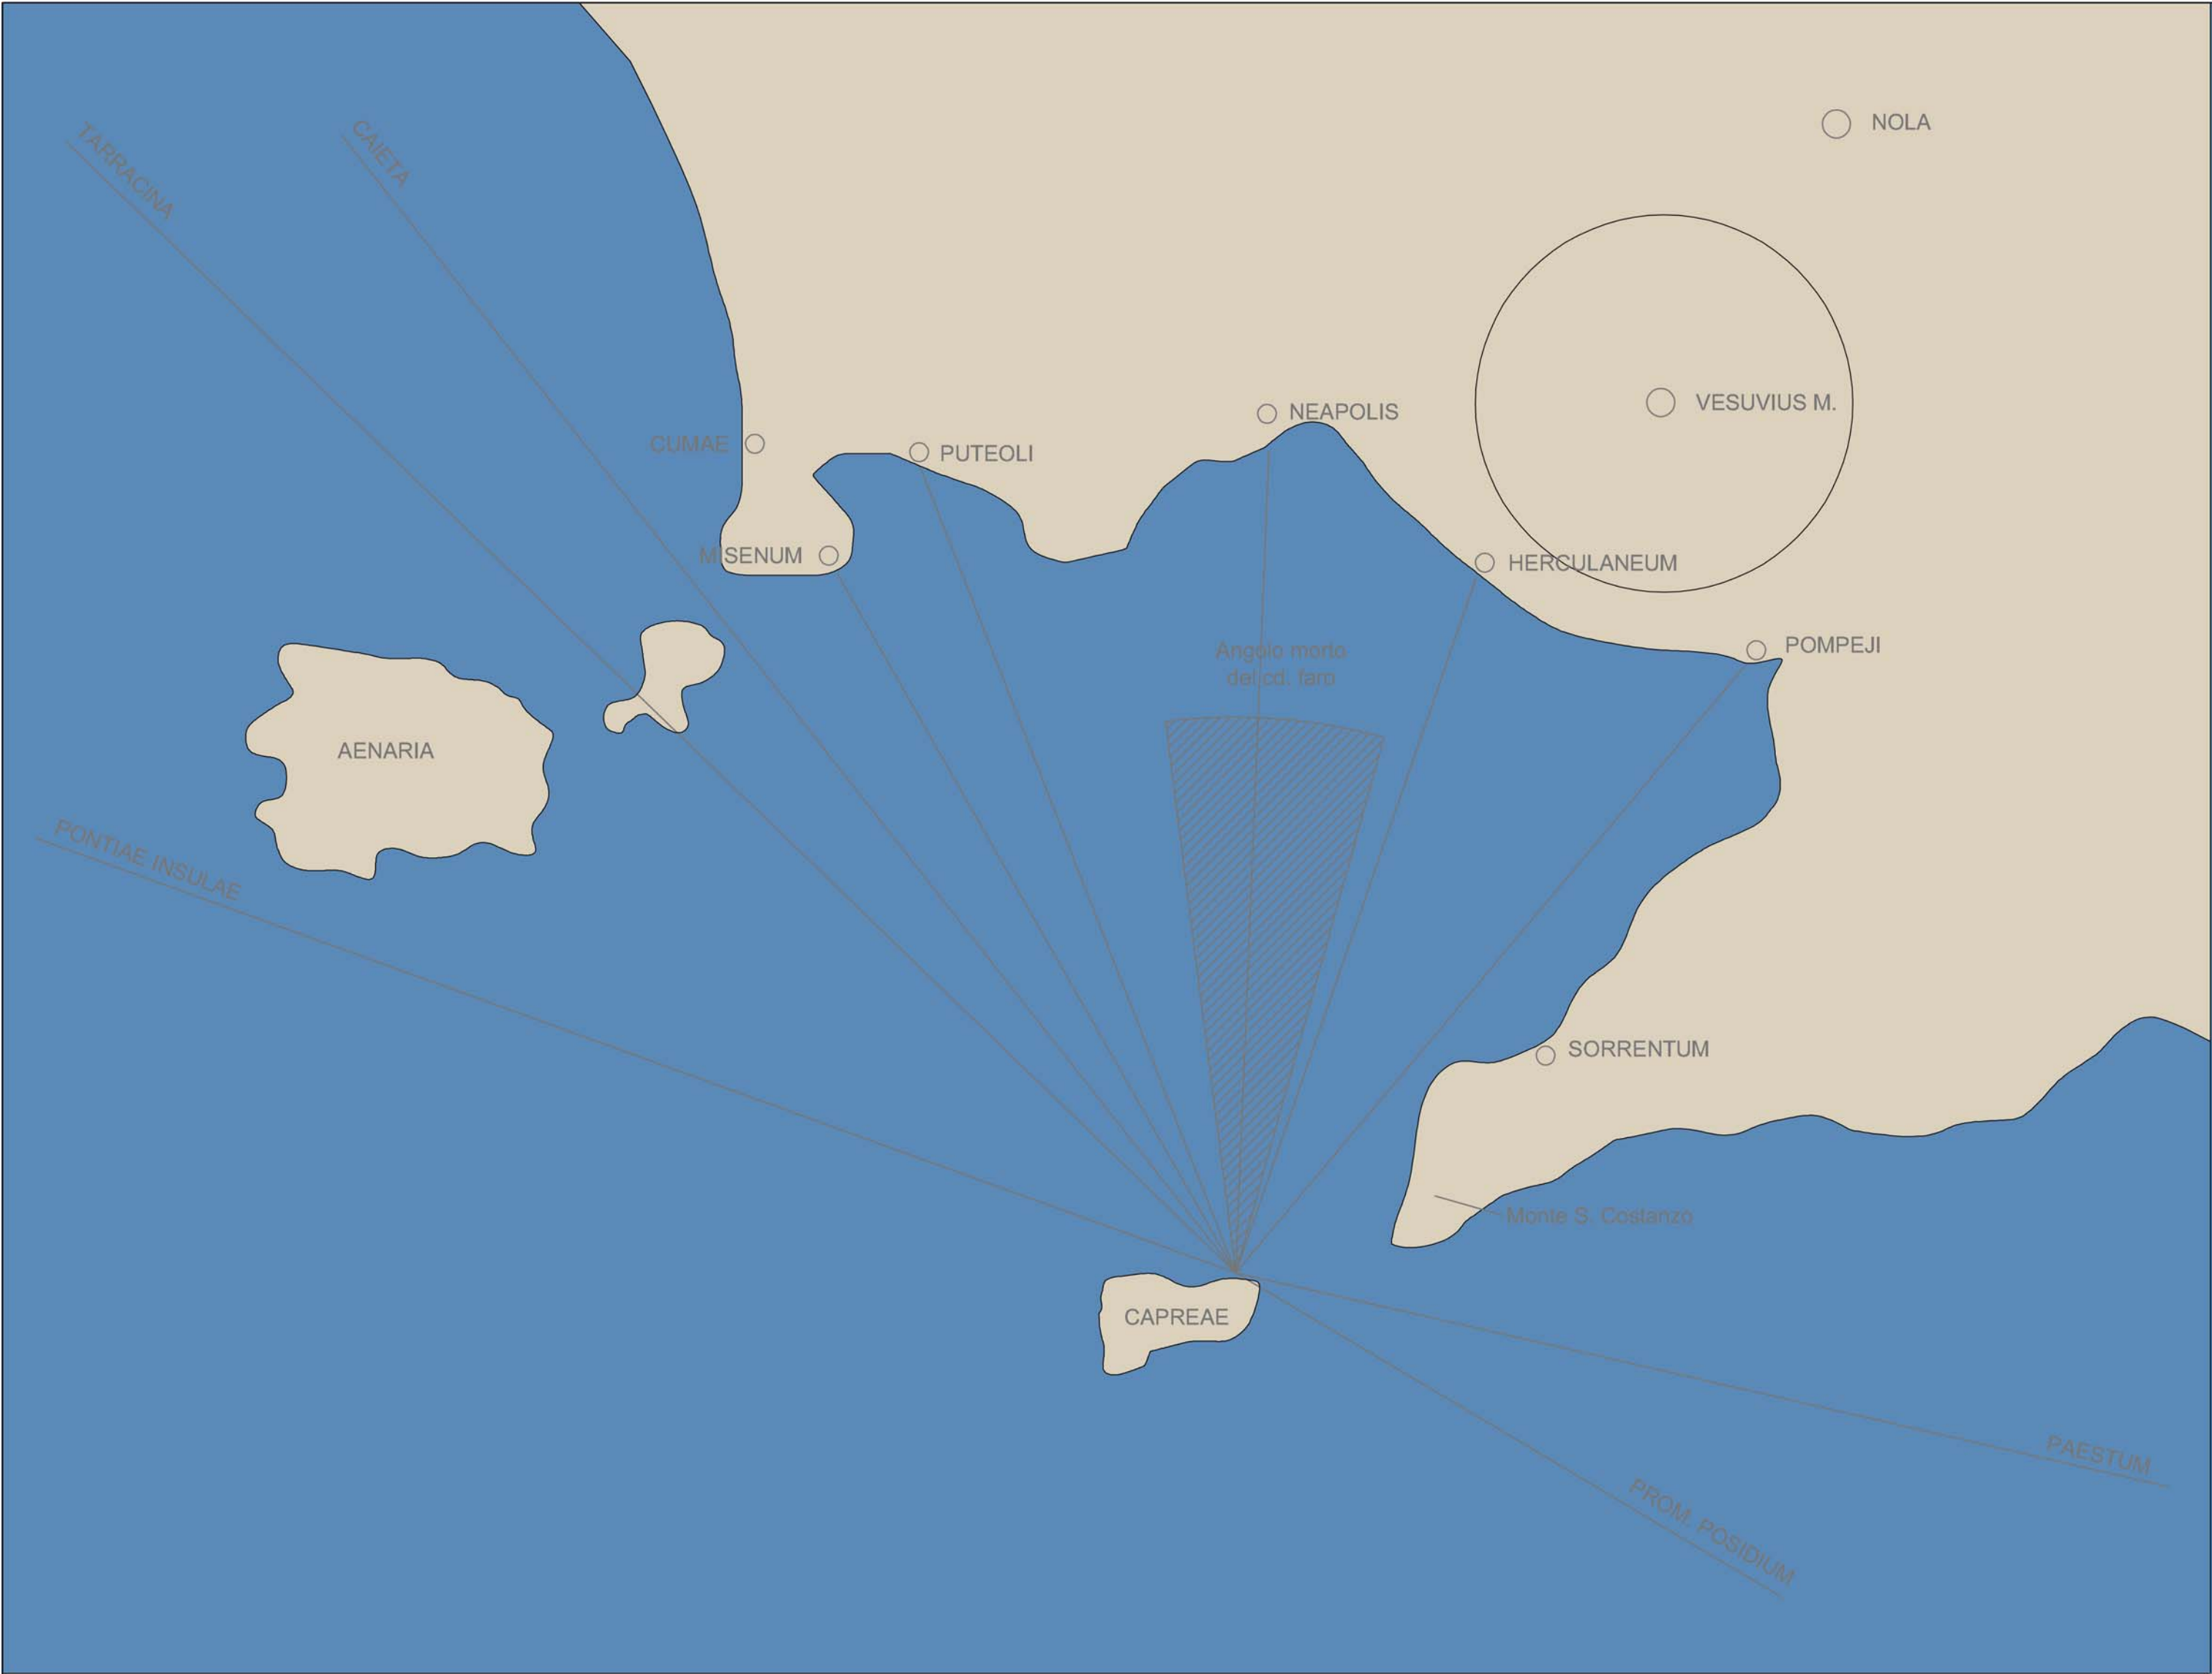 TARRACINA
CAIETA
NOLA
VESUVIUS M.
NEAPOLIS
CUMAE
PUTEOLI
MISENUM
HERCULANEUM
POMPEJI
Angolo morto
del cd. faro
AENARIA
PONTIAE INSULAE
SORRENTUM
Monte S. Costanzo
CAPREAE
PAESTUM
PROM. POSIDIUM